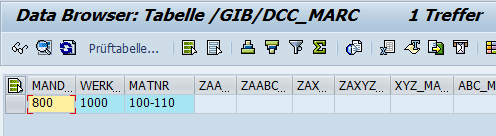 Data Browser: Tabelle /GIB/DCC_MARC 1 Treffer
Prüftabelle...
MAND... WERK... MATNR ZAA... ZAABC... ZAX... ZAXYZ... XYZ_MA... ABC_M
800 1000 100-110